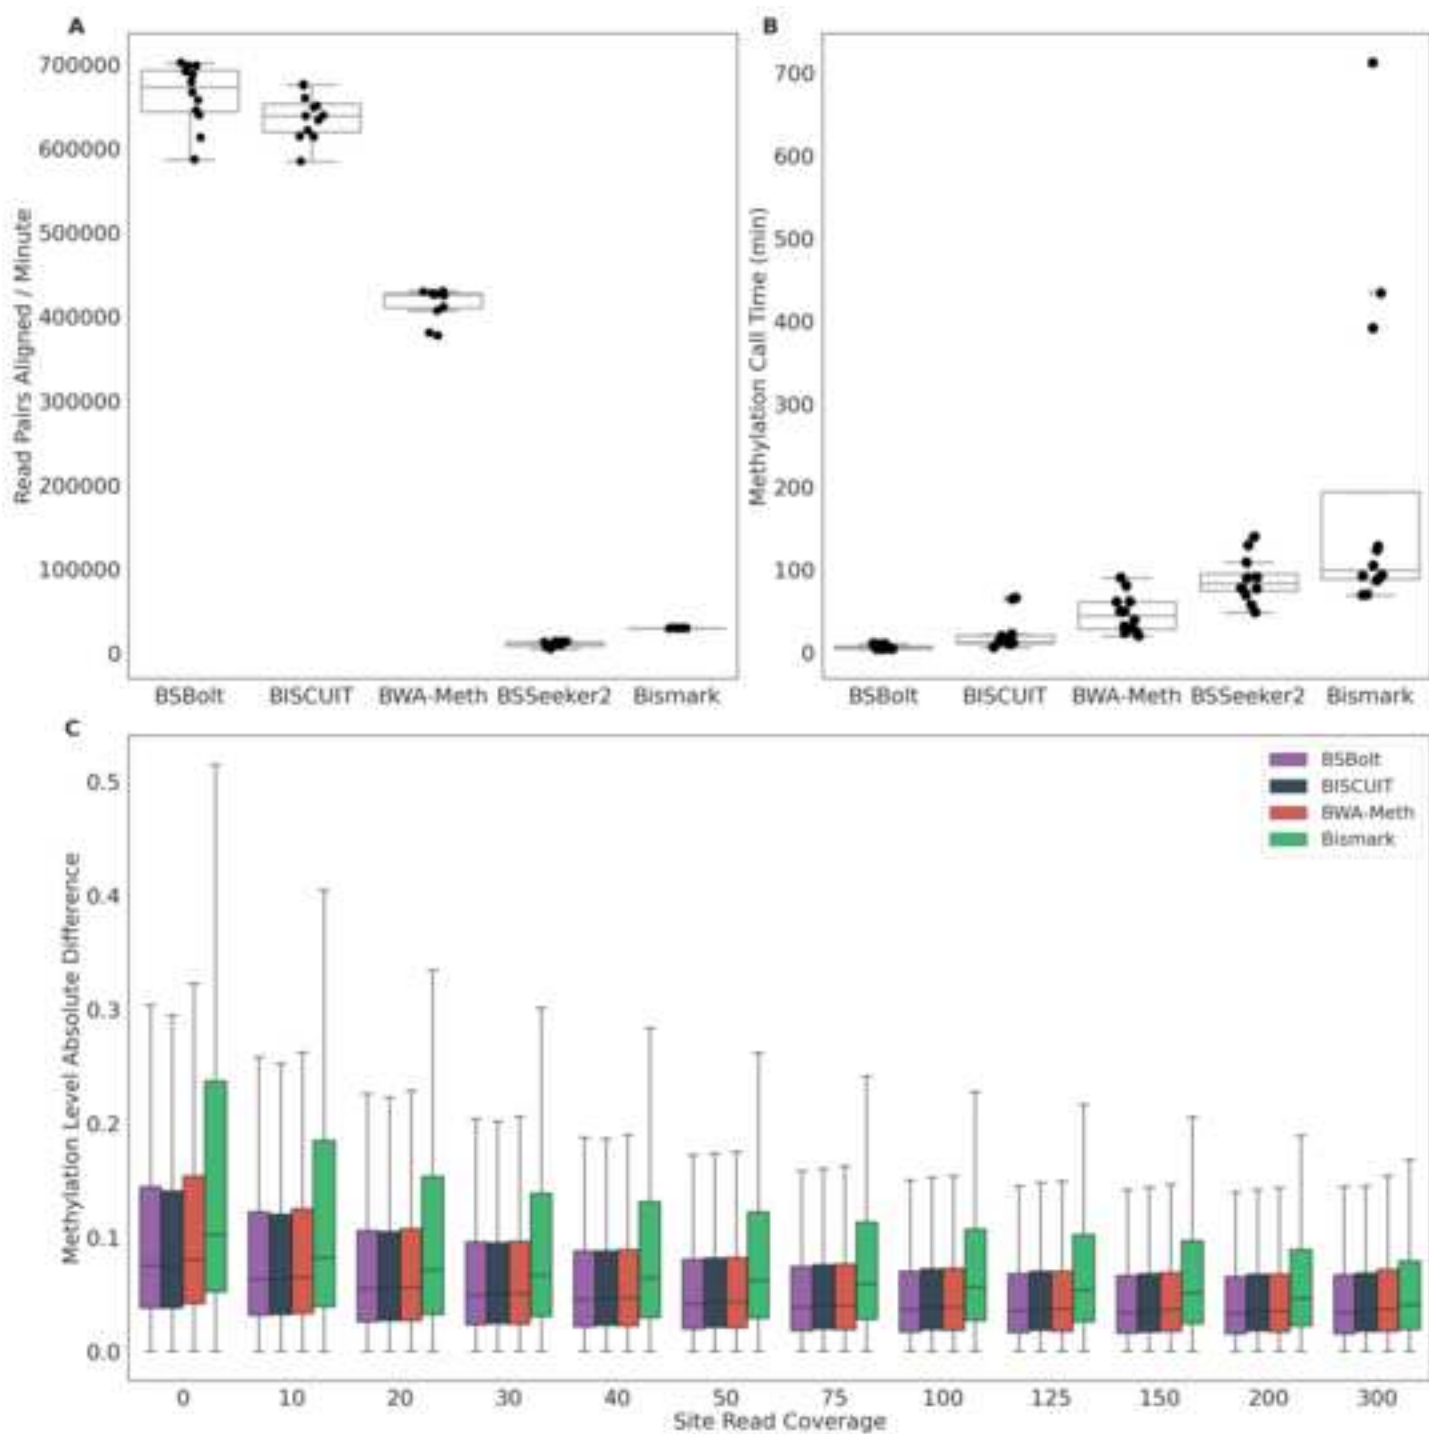 A
B
Read Pairs Aligned / Minute
700000
600000
500000
400000
300000
200000
100000
0
BSBolt BISCUIT BWA-Meth BSSeeker2 Bismark
Methylation Call Time (min)
700
600
500
400
300
200
100
0
BSBolt BISCUIT BWA-Meth BSSeeker2 Bismark
C
Methylation Level Absolute Difference
0.5
0.4
0.3
0.2
0.1
0.0
BSBolt
BISCUIT
BWA-Meth
Bismark
0 10 20 30 40 50 75 100 125 150 200 300
Site Read Coverage